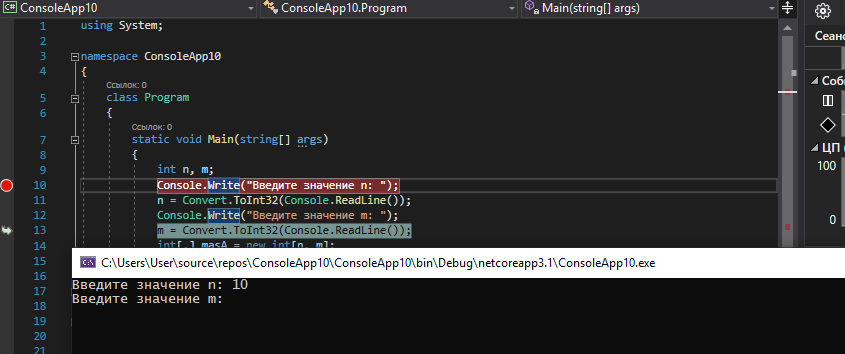 ConsoleApp10
ConsoleApp10.Program
Main(string[] args)
1 using System;
2
3 namespace ConsoleApp10
4 {
Ссылок: 0
5 class Program
6 {
Ссылок: 0
7 static void Main(string[] args)
8 {
9 int n, m;
10 Console.Write("Введите значение n: ");
11 n = Convert.ToInt32(Console.ReadLine());
12 Console.Write("Введите значение m: ");
13 m = Convert.ToInt32(Console.ReadLine());
14 int[,] masA = new int[n, m];
15
16
17
18
19
20
21
C:\Users\User\source\repos\ConsoleApp10\ConsoleApp10\bin\Debug\netcoreapp3.1\ConsoleApp10.exe
Введите значение n: 10
Введите значение m:
Сеанс
Собы
ЦП (
100
0